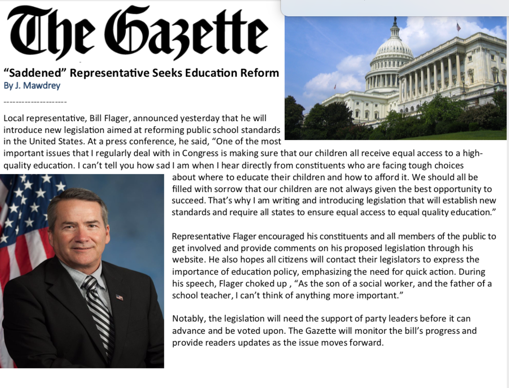 The Gazette
“Saddened” Representative Seeks Education Reform
By J. Mawdrey
--------------------
Local representative, Bill Flager, announced yesterday that he will
introduce new legislation aimed at reforming public school standards
in the United States. At a press conference, he said, “One of the most
important issues that I regularly deal with in Congress is making sure that our children all receive equal access to a high-
quality education. I can’t tell you how sad I am when I hear directly from constituents who are facing tough choices
about where to educate their children and how to afford it. We should all be
filled with sorrow that our children are not always given the best opportunity to
succeed. That’s why I am writing and introducing legislation that will establish new
standards and require all states to ensure equal access to equal quality education.”
Representative Flager encouraged his constituents and all members of the public to
get involved and provide comments on his proposed legislation through his
website. He also hopes all citizens will contact their legislators to express the
importance of education policy, emphasizing the need for quick action. During
his speech, Flager choked up , “As the son of a social worker, and the father of a
school teacher, I can’t think of anything more important.”
Notably, the legislation will need the support of party leaders before it can
advance and be voted upon. The Gazette will monitor the bill’s progress and
provide readers updates as the issue moves forward.